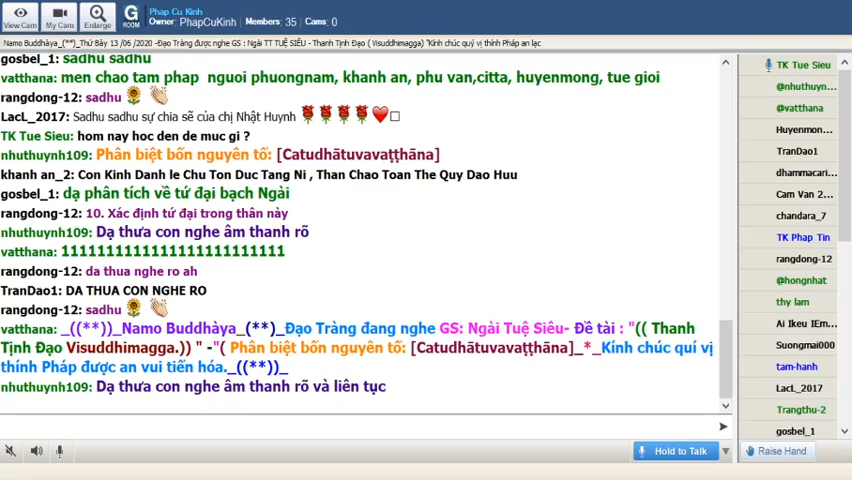 Phap Cu Kinh
Owner: PhapCuKinh Members: 35 Cams: 0
View Cam My Cam Enlarge G ROOM
Namo Buddhàya_(**)_Thứ Bảy 13 /06 /2020 -Đạo Tràng được nghe GS : Ngài TT TUỆ SIÊU - Thanh Tịnh Đạo ( Visuddhimagga) "Kính chúc quý vị thính Pháp an lạc
gosbel_1: sadhu sadhu
vatthana: men chao tam phap nguoi phuongnam, khanh an, phu van,citta, huyenmong, tue gioi
rangdong-12: sadhu
LacL_2017: Sadhu sadhu sự chia sẽ của chị Nhật Huynh
TK Tue Sieu: hom nay hoc den de muc gi ?
nhuthuynh109: Phân biệt bốn nguyên tố: [Catudhātuvavaṭṭhāna]
khanh an_2: Con Kinh Danh le Chu Ton Duc Tang Ni , Than Chao Toan The Quy Dao Huu
gosbel_1: dạ phân tích về tứ đại bạch Ngài
rangdong-12: 10. Xác định tứ đại trong thân này
nhuthuynh109: Dạ thưa con nghe âm thanh rõ
vatthana: 11111111111111111111111111
rangdong-12: da thua nghe ro ah
TranDao1: DA THUA CON NGHE RO
rangdong-12: sadhu
vatthana: _((**))_Namo Buddhàya_(**)_Đạo Tràng đang nghe GS: Ngài Tuệ Siêu- Đề tài : "(( Thanh
Tịnh Đạo Visuddhimagga.)) " -"( Phân biệt bốn nguyên tố: [Catudhātuvavaṭṭhāna]_*_Kính chúc quí vị
thính Pháp được an vui tiến hóa._((**))_
nhuthuynh109: Dạ thưa con nghe âm thanh rõ và liên tục
Hold to Talk
TK Tue Sieu
@nhuthuyn...
@vatthana
Huyenmon...
TranDao1
dhammacari...
Cam Van 2...
chandara_7
TK Phap Tin
rangdong-12
@hongnhat
thy lam
Ai Ikeu IEm...
Suongmai000
tam-hanh
LacL_2017
Trangthu-2
gosbel_1
Raise Hand